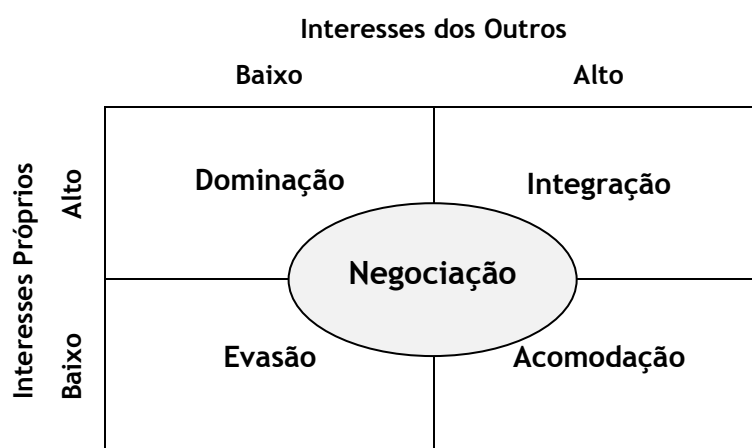 Interesses dos Outros
Baixo
Alto
Interesses Próprios
Alto
Baixo
Dominação
Integração
Negociação
Evasão
Acomodação